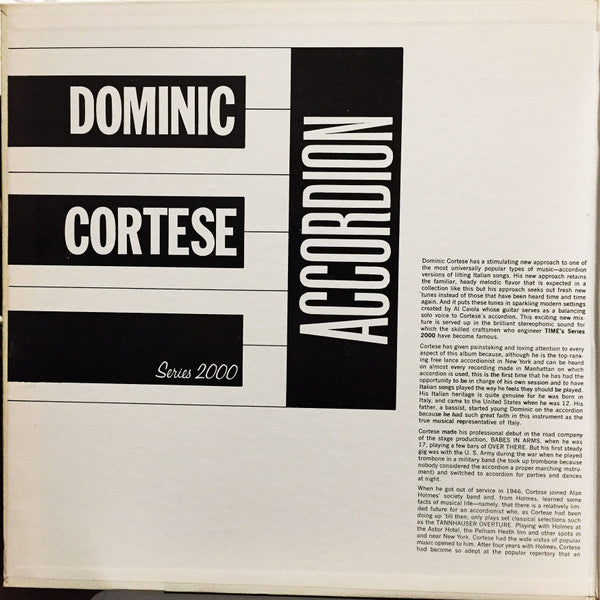 DOMINIC
CORTESE
Series 2000
ACCORDION
Dominic Cortese has a stimulating new approach to one of
the most universally popular types of music—accordion
versions of lilting Italian songs. His new approach retains
the familiar, heady melodic flavor that is expected in a
collection like this but his approach seeks out fresh new
tunes instead of those that have been heard time and time
again. And it puts these tunes in sparkling modern settings
created by Al Caiola whose guitar serves as a balancing
solo voice to Cortese's accordion. This exciting new mix-
ture is served up in the brilliant stereophonic sound for
which the skilled craftsmen who engineer TIME's Series
2000 have become famous.
Cortese has given painstaking and loving attention to every
aspect of this album because, although he is the top-rank-
ing free lance accordionist in New York and can be heard
on almost every recording made in Manhattan on which
accordion is used, this is the first time that he has had the
opportunity to be in charge of his own session and to have
Italian songs played the way he feels they should be played.
His Italian heritage is quite genuine for he was born in
Italy, and came to the United States when he was 12. His
father, a bassist, started young Dominic on the accordion
because he had such great faith in this instrument as the
true musical representative of Italy.
Cortese made his professional debut in the road company
of the stage production, BABES IN ARMS, when he was
17, playing a few bars of OVER THERE. But his first steady
gig was with the U. S. Army during the war when he played
trombone in a military band (he took up trombone because
nobody considered the accordion a proper marching instru-
ment) and switched to accordion for parties and dances
at night.
When he got out of service in 1946, Cortese joined Alan
Holmes' society band and, from Holmes, learned some
facts of musical life—namely, that there is a relatively lim-
ited future for an accordionist who, as Cortese had been
doing up 'till then, only plays set classical selections such
as the TANNHAUSER OVERTURE. Playing with Holmes at
the Astor Hotel, the Pelham Heath Inn and other spots in
and near New York, Cortese had the wide vistas of popular
music opened to him. After four years with Holmes, Cortese
had become so adept at the popular repertory that an